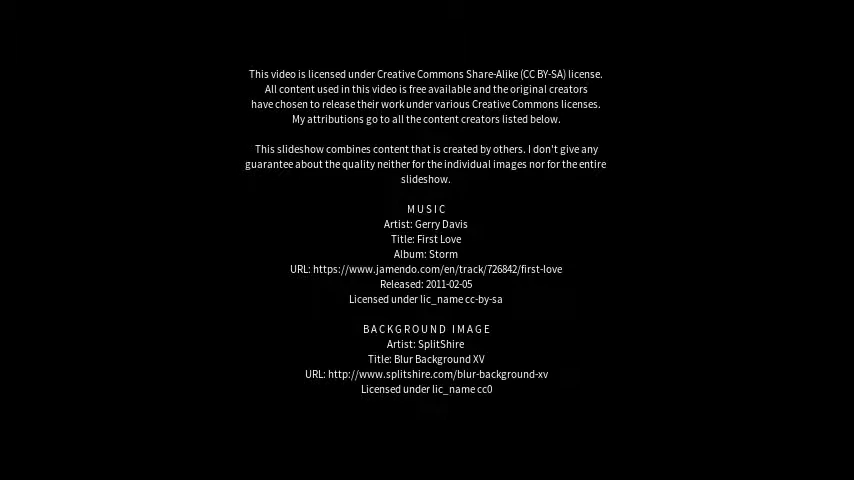 This video is licensed under Creative Commons Share-Alike (CC BY-SA) license.
All content used in this video is free available and the original creators
have chosen to release their work under various Creative Commons licenses.
My attributions go to all the content creators listed below.
This slideshow combines content that is created by others. I don't give any
guarantee about the quality neither for the individual images nor for the entire
slideshow.
MUSIC
Artist: Gerry Davis
Title: First Love
Album: Storm
URL: https://www.jamendo.com/en/track/726842/first-love
Released: 2011-02-05
Licensed under lic_name cc-by-sa
BACKGROUND IMAGE
Artist: SplitShire
Title: Blur Background XV
URL: http://www.splitshire.com/blur-background-xv
Licensed under lic_name cc0